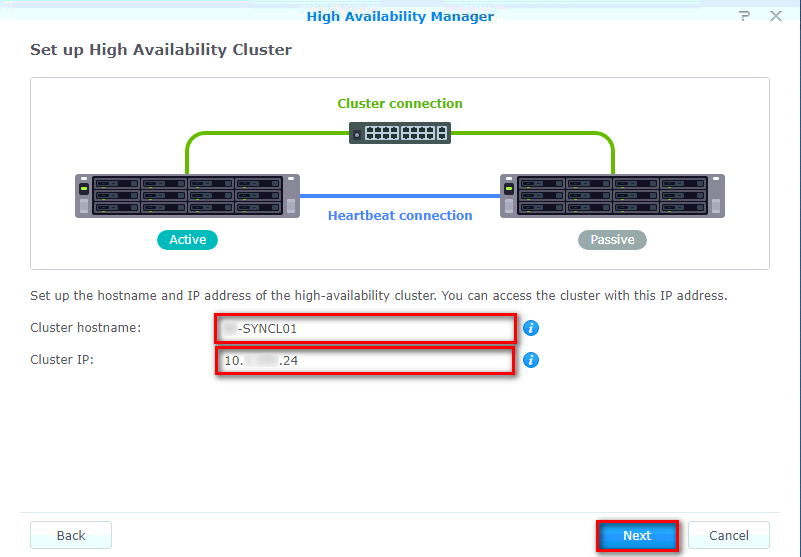 High Availability Manager
Set up High Availability Cluster
Cluster connection
Heartbeat connection
Active
Passive
Set up the hostname and IP address of the high-availability cluster. You can access the cluster with this IP address.
Cluster hostname: -SYNCL01
Cluster IP: 10. .24
Back Next Cancel